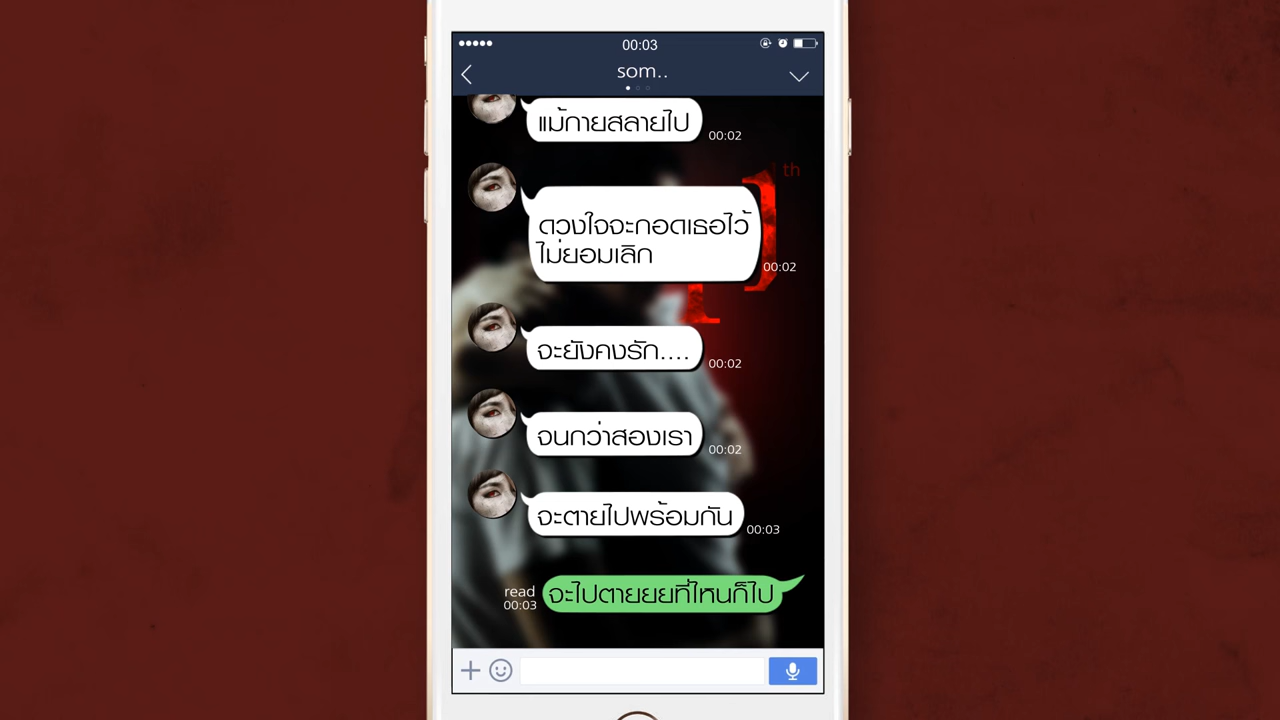 00:03
som..
แม้กายสลายไป
00:02
th
ดวงใจจะกอดเธอไว้
ไม่ยอมเลิก
00:02
จะยังคงรัก....
00:02
จนกว่าสองเรา
00:02
จะตายไปพร้อมกัน
00:03
read
00:03
จะไปตายยยที่ไหนก็ไป